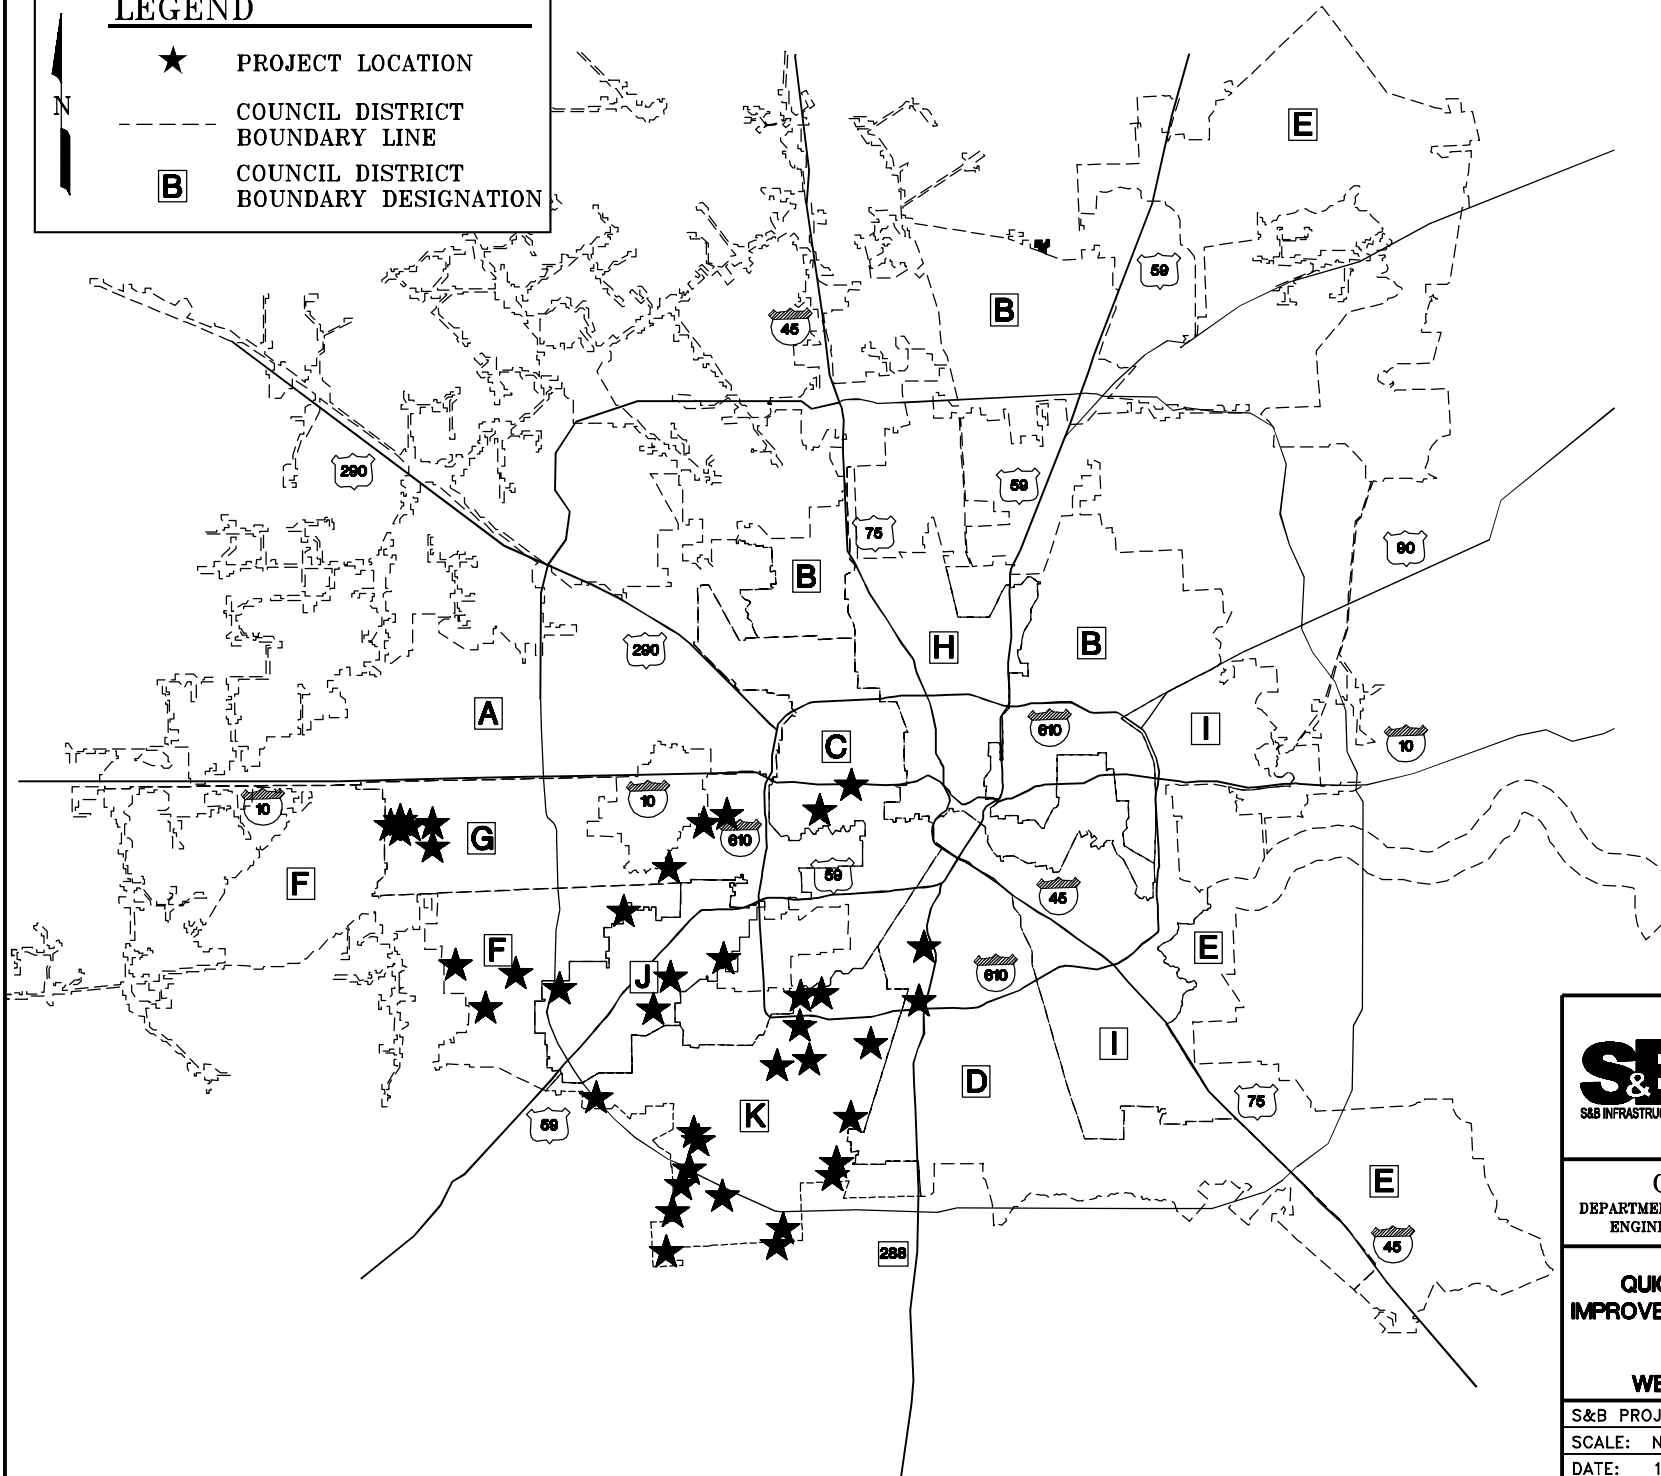 LEGEND
PROJECT LOCATION
N
COUNCIL DISTRICT
BOUNDARY LINE
B
COUNCIL DISTRICT
BOUNDARY DESIGNATION
E
59
B
45
290
59
75
90
B
H
B
290
A
C
610
I
10
10
10
G
610
F
59
45
F
J
610
E
I
D
K
59
75
E
288
45
S&B
S&B INFRASTRUC
DEPARTME
ENGINE
QUI
IMPROVE
WE
S&B PROJ
SCALE: N
DATE: 1